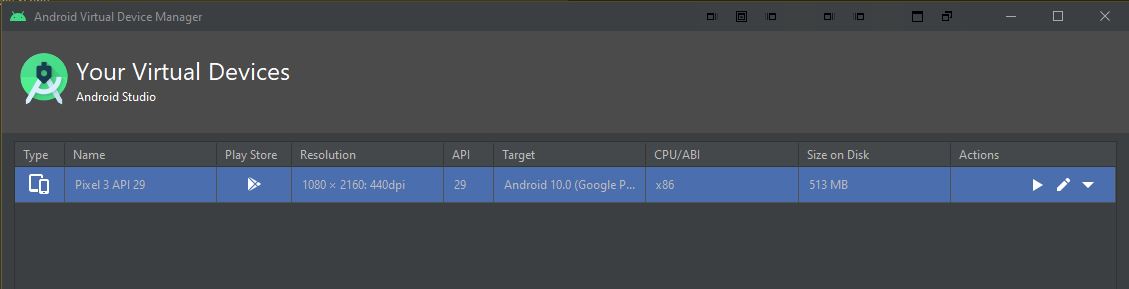 Android Virtual Device Manager
Your Virtual Devices
Android Studio
Type Name Play Store Resolution API Target CPU/ABI Size on Disk Actions
Pixel 3 API 29 1080 × 2160: 440dpi 29 Android 10.0 (Google P... x86 513 MB